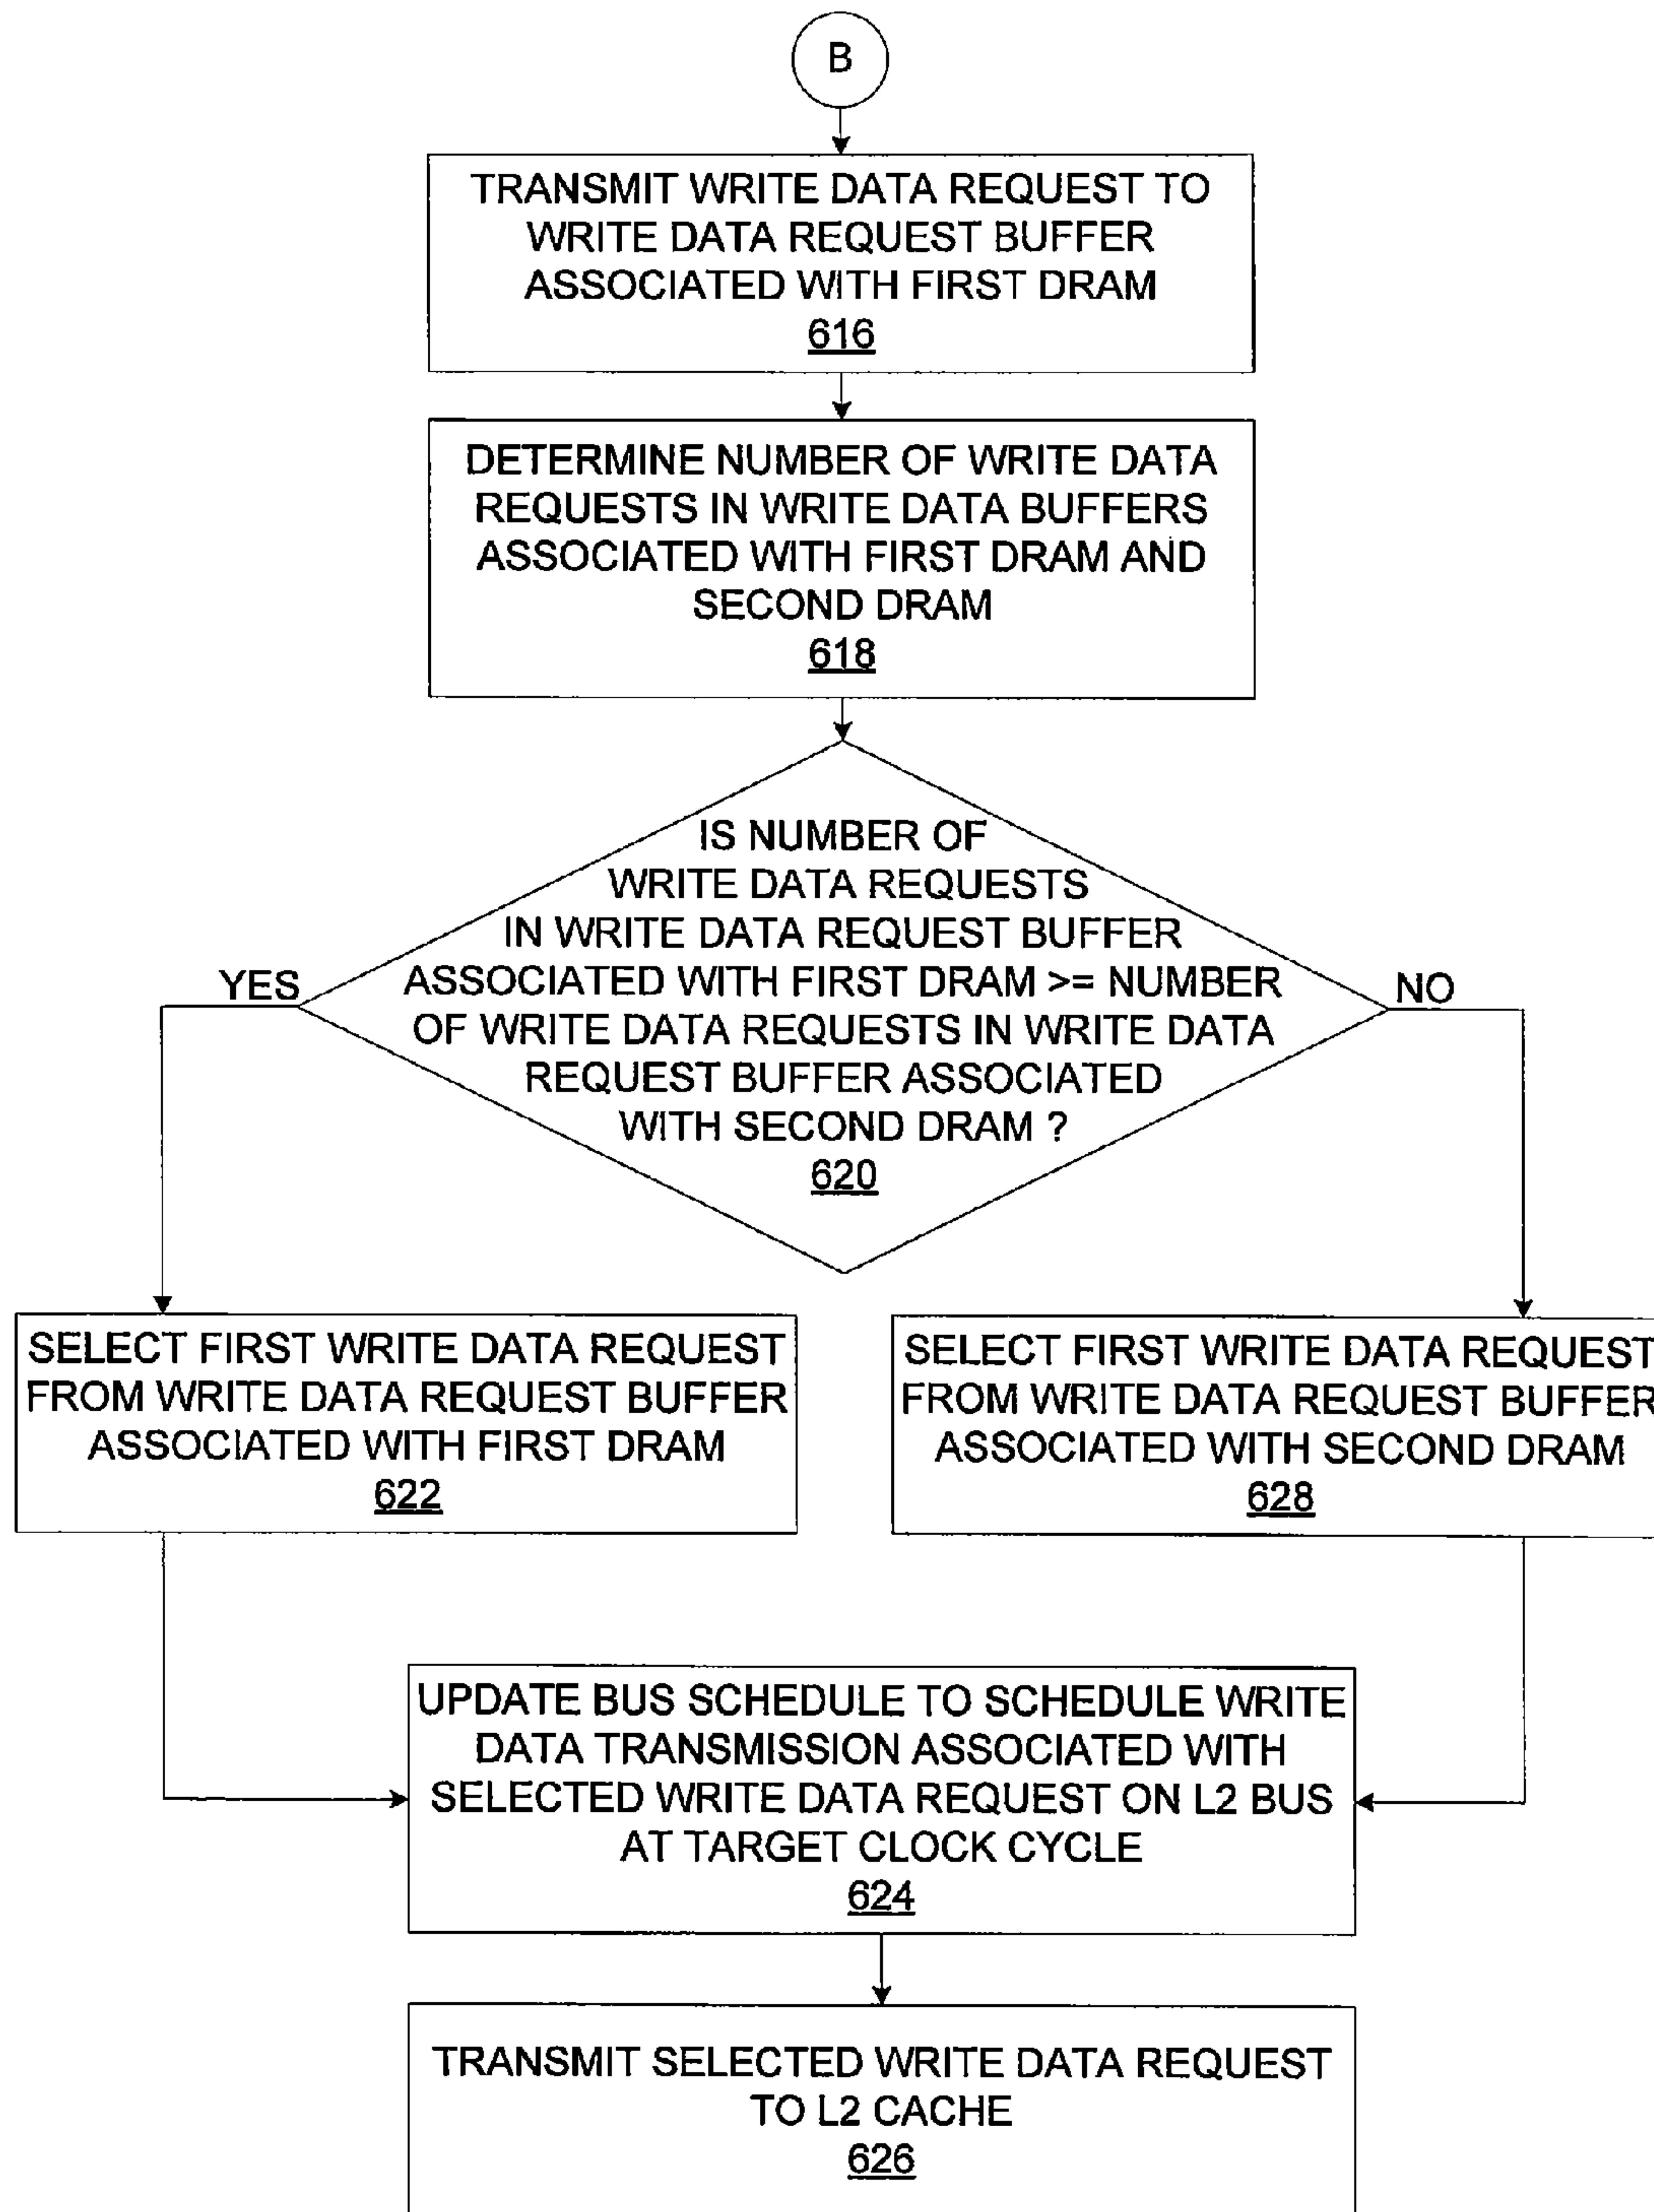 B
TRANSMIT WRITE DATA REQUEST TO
WRITE DATA REQUEST BUFFER
ASSOCIATED WITH FIRST DRAM
616
DETERMINE NUMBER OF WRITE DATA
REQUESTS IN WRITE DATA BUFFERS
ASSOCIATED WITH FIRST DRAM AND
SECOND DRAM
618
IS NUMBER OF
WRITE DATA REQUESTS
IN WRITE DATA REQUEST BUFFER
ASSOCIATED WITH FIRST DRAM >= NUMBER
OF WRITE DATA REQUESTS IN WRITE DATA
REQUEST BUFFER ASSOCIATED
WITH SECOND DRAM ?
620
YES
NO
SELECT FIRST WRITE DATA REQUEST
FROM WRITE DATA REQUEST BUFFER
ASSOCIATED WITH FIRST DRAM
622
SELECT FIRST WRITE DATA REQUEST
FROM WRITE DATA REQUEST BUFFER
ASSOCIATED WITH SECOND DRAM
628
UPDATE BUS SCHEDULE TO SCHEDULE WRITE
DATA TRANSMISSION ASSOCIATED WITH
SELECTED WRITE DATA REQUEST ON L2 BUS
AT TARGET CLOCK CYCLE
624
TRANSMIT SELECTED WRITE DATA REQUEST
TO L2 CACHE
626